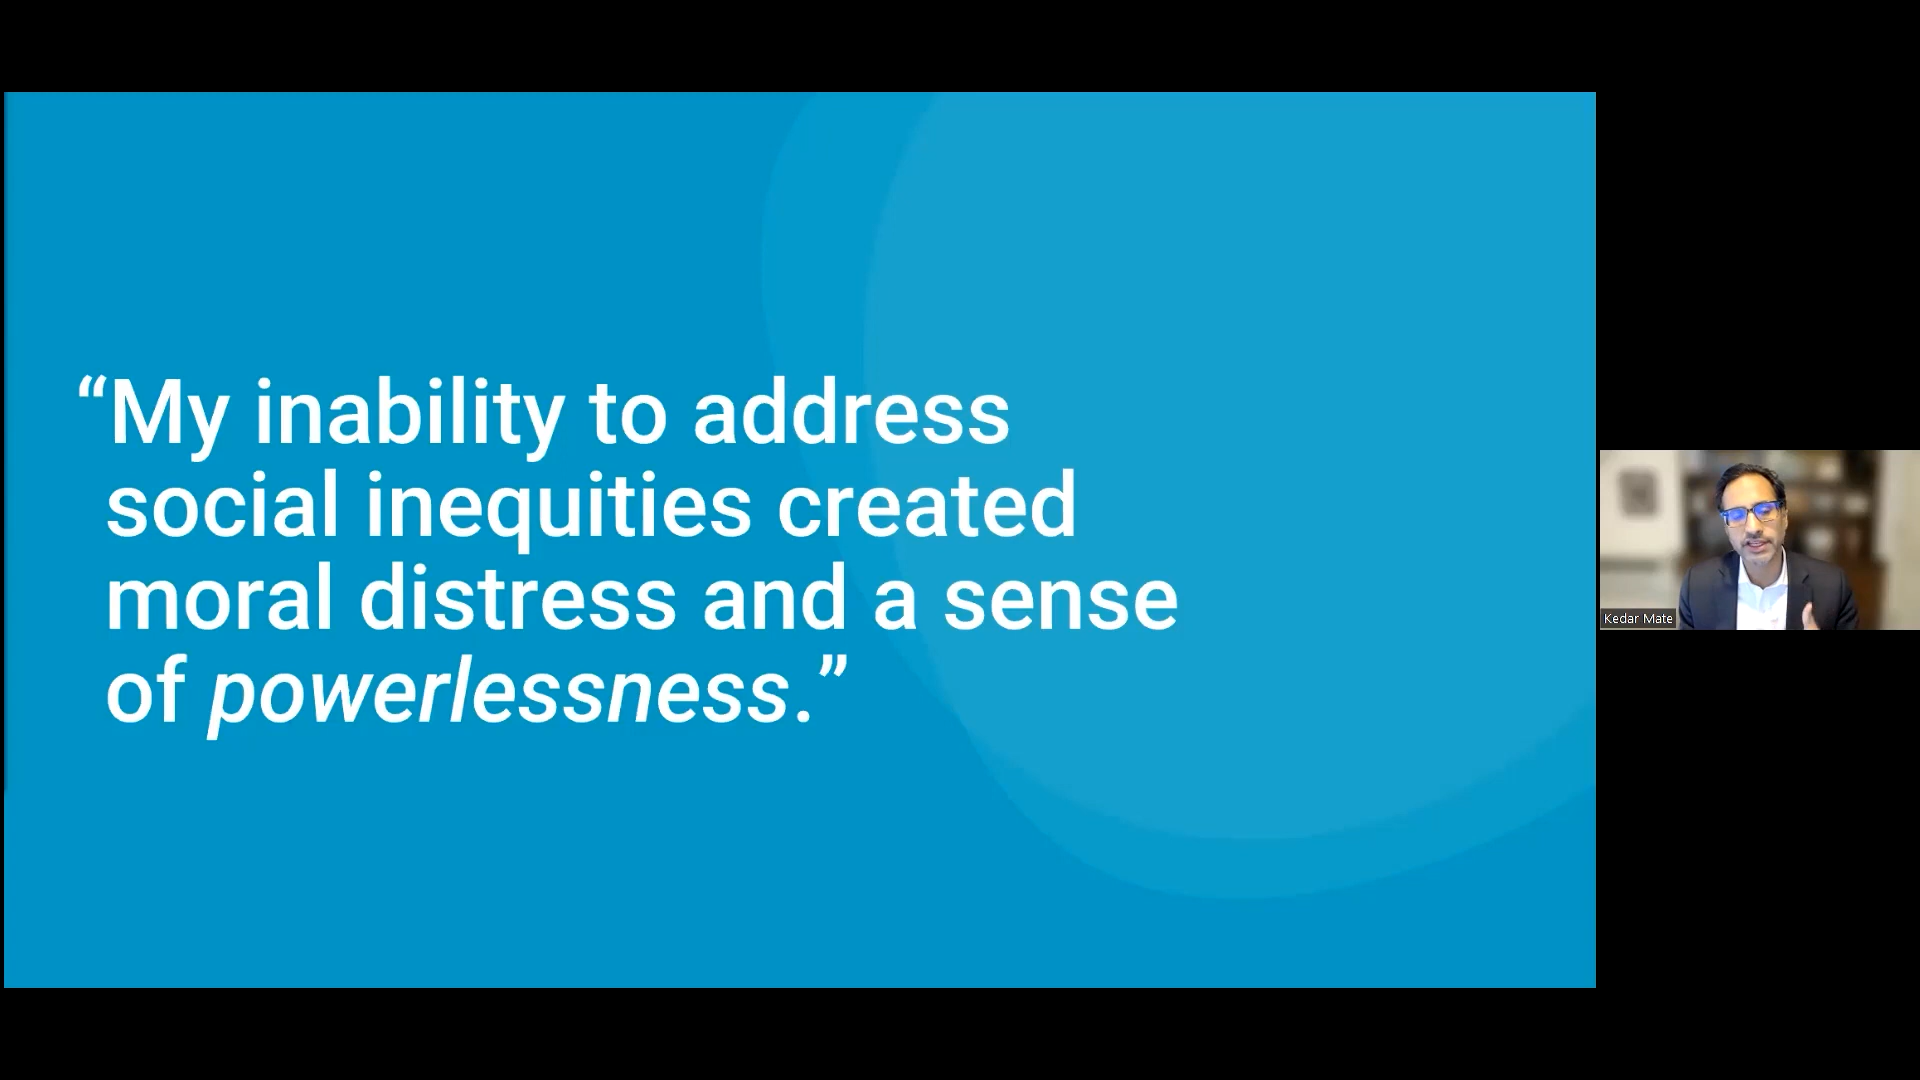 “My inability to address
social inequities created
moral distress and a sense
of powerlessness.”
Kedar Mate